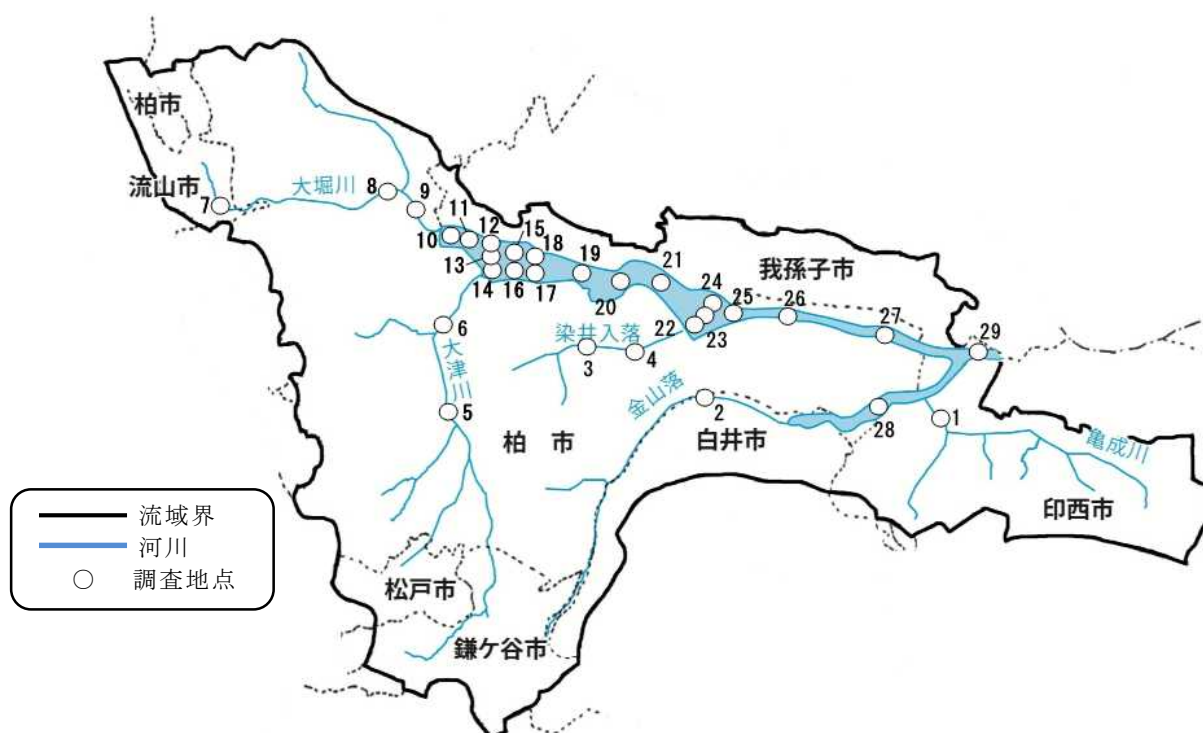 柏市
流山市
7
大堀川
8
9
10
11
12
15
18
13
14
16
17
19
20
21
24
22
23
25
我孫子市
26
27
29
染井入落
3
4
6
大津川
5
金山落
2
柏 市
白井市
28
1
亀成川
印西市
松戸市
鎌ケ谷市
流域界
河川
調査地点